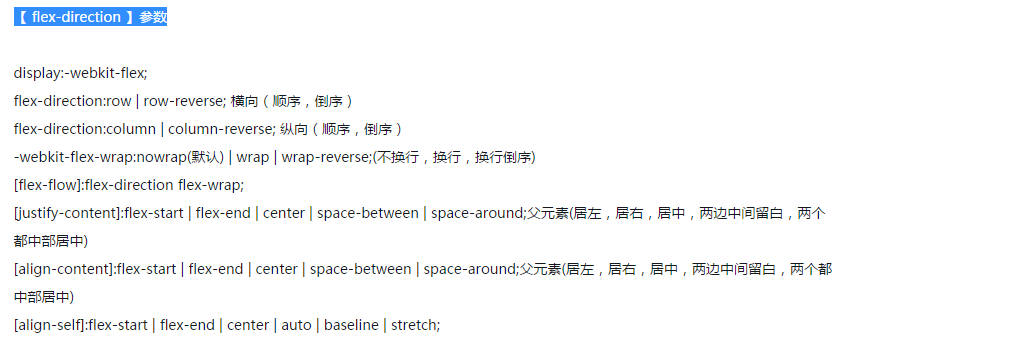 【 flex-direction 】参数
display:-webkit-flex;
flex-direction:row | row-reverse; 横向（顺序，倒序）
flex-direction:column | column-reverse; 纵向（顺序，倒序）
-webkit-flex-wrap:nowrap(默认) | wrap | wrap-reverse;(不换行，换行，换行倒序)
[flex-flow]:flex-direction flex-wrap;
[justify-content]:flex-start | flex-end | center | space-between | space-around;父元素(居左，居右，居中，两边中间留白，两个
都中部居中)
[align-content]:flex-start | flex-end | center | space-between | space-around;父元素(居左，居右，居中，两边中间留白，两个都
中部居中)
[align-self]:flex-start | flex-end | center | auto | baseline | stretch;